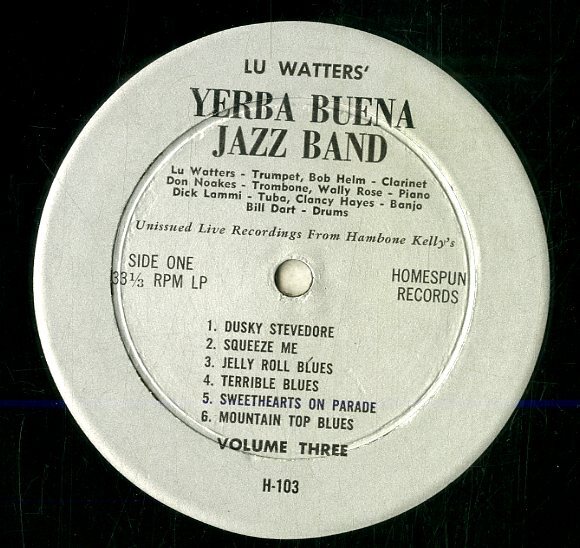 LU WATTERS'
YERBA BUENA
JAZZ BAND
Lu Watters - Trumpet, Bob Helm - Clarinet
Don Noakes - Trombone, Wally Rose - Piano
Dick Lammi - Tuba, Clancy Hayes - Banjo
Bill Dart - Drums
Unissued Live Recordings From Hambone Kelly's
SIDE ONE
33⅓ RPM LP
HOMESPUN
RECORDS
1. DUSKY STEVEDORE
2. SQUEEZE ME
3. JELLY ROLL BLUES
4. TERRIBLE BLUES
5. SWEETHEARTS ON PARADE
6. MOUNTAIN TOP BLUES
VOLUME THREE
H-103